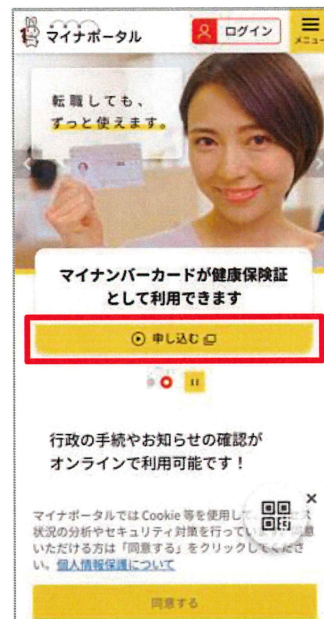 マイナポータル
ログイン
メニュー
転職しても、
ずっと使えます。
マイナンバーカードが健康保険証
として利用できます
申し込む
行政の手続やお知らせの確認が
オンラインで利用可能です！
マイナポータルでは Cookie 等を使用し
状況の分析やセキュリティ対策を行ってい
いただける方は「同意する」をクリックしてくださ
い。個人情報保護について
同意する